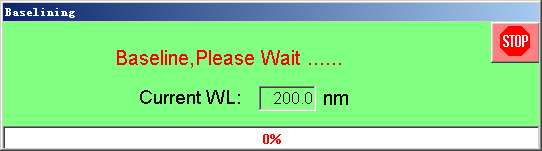 Baselining
STOP
Baseline,Please Wait ......
Current WL: 200.0 nm
0%